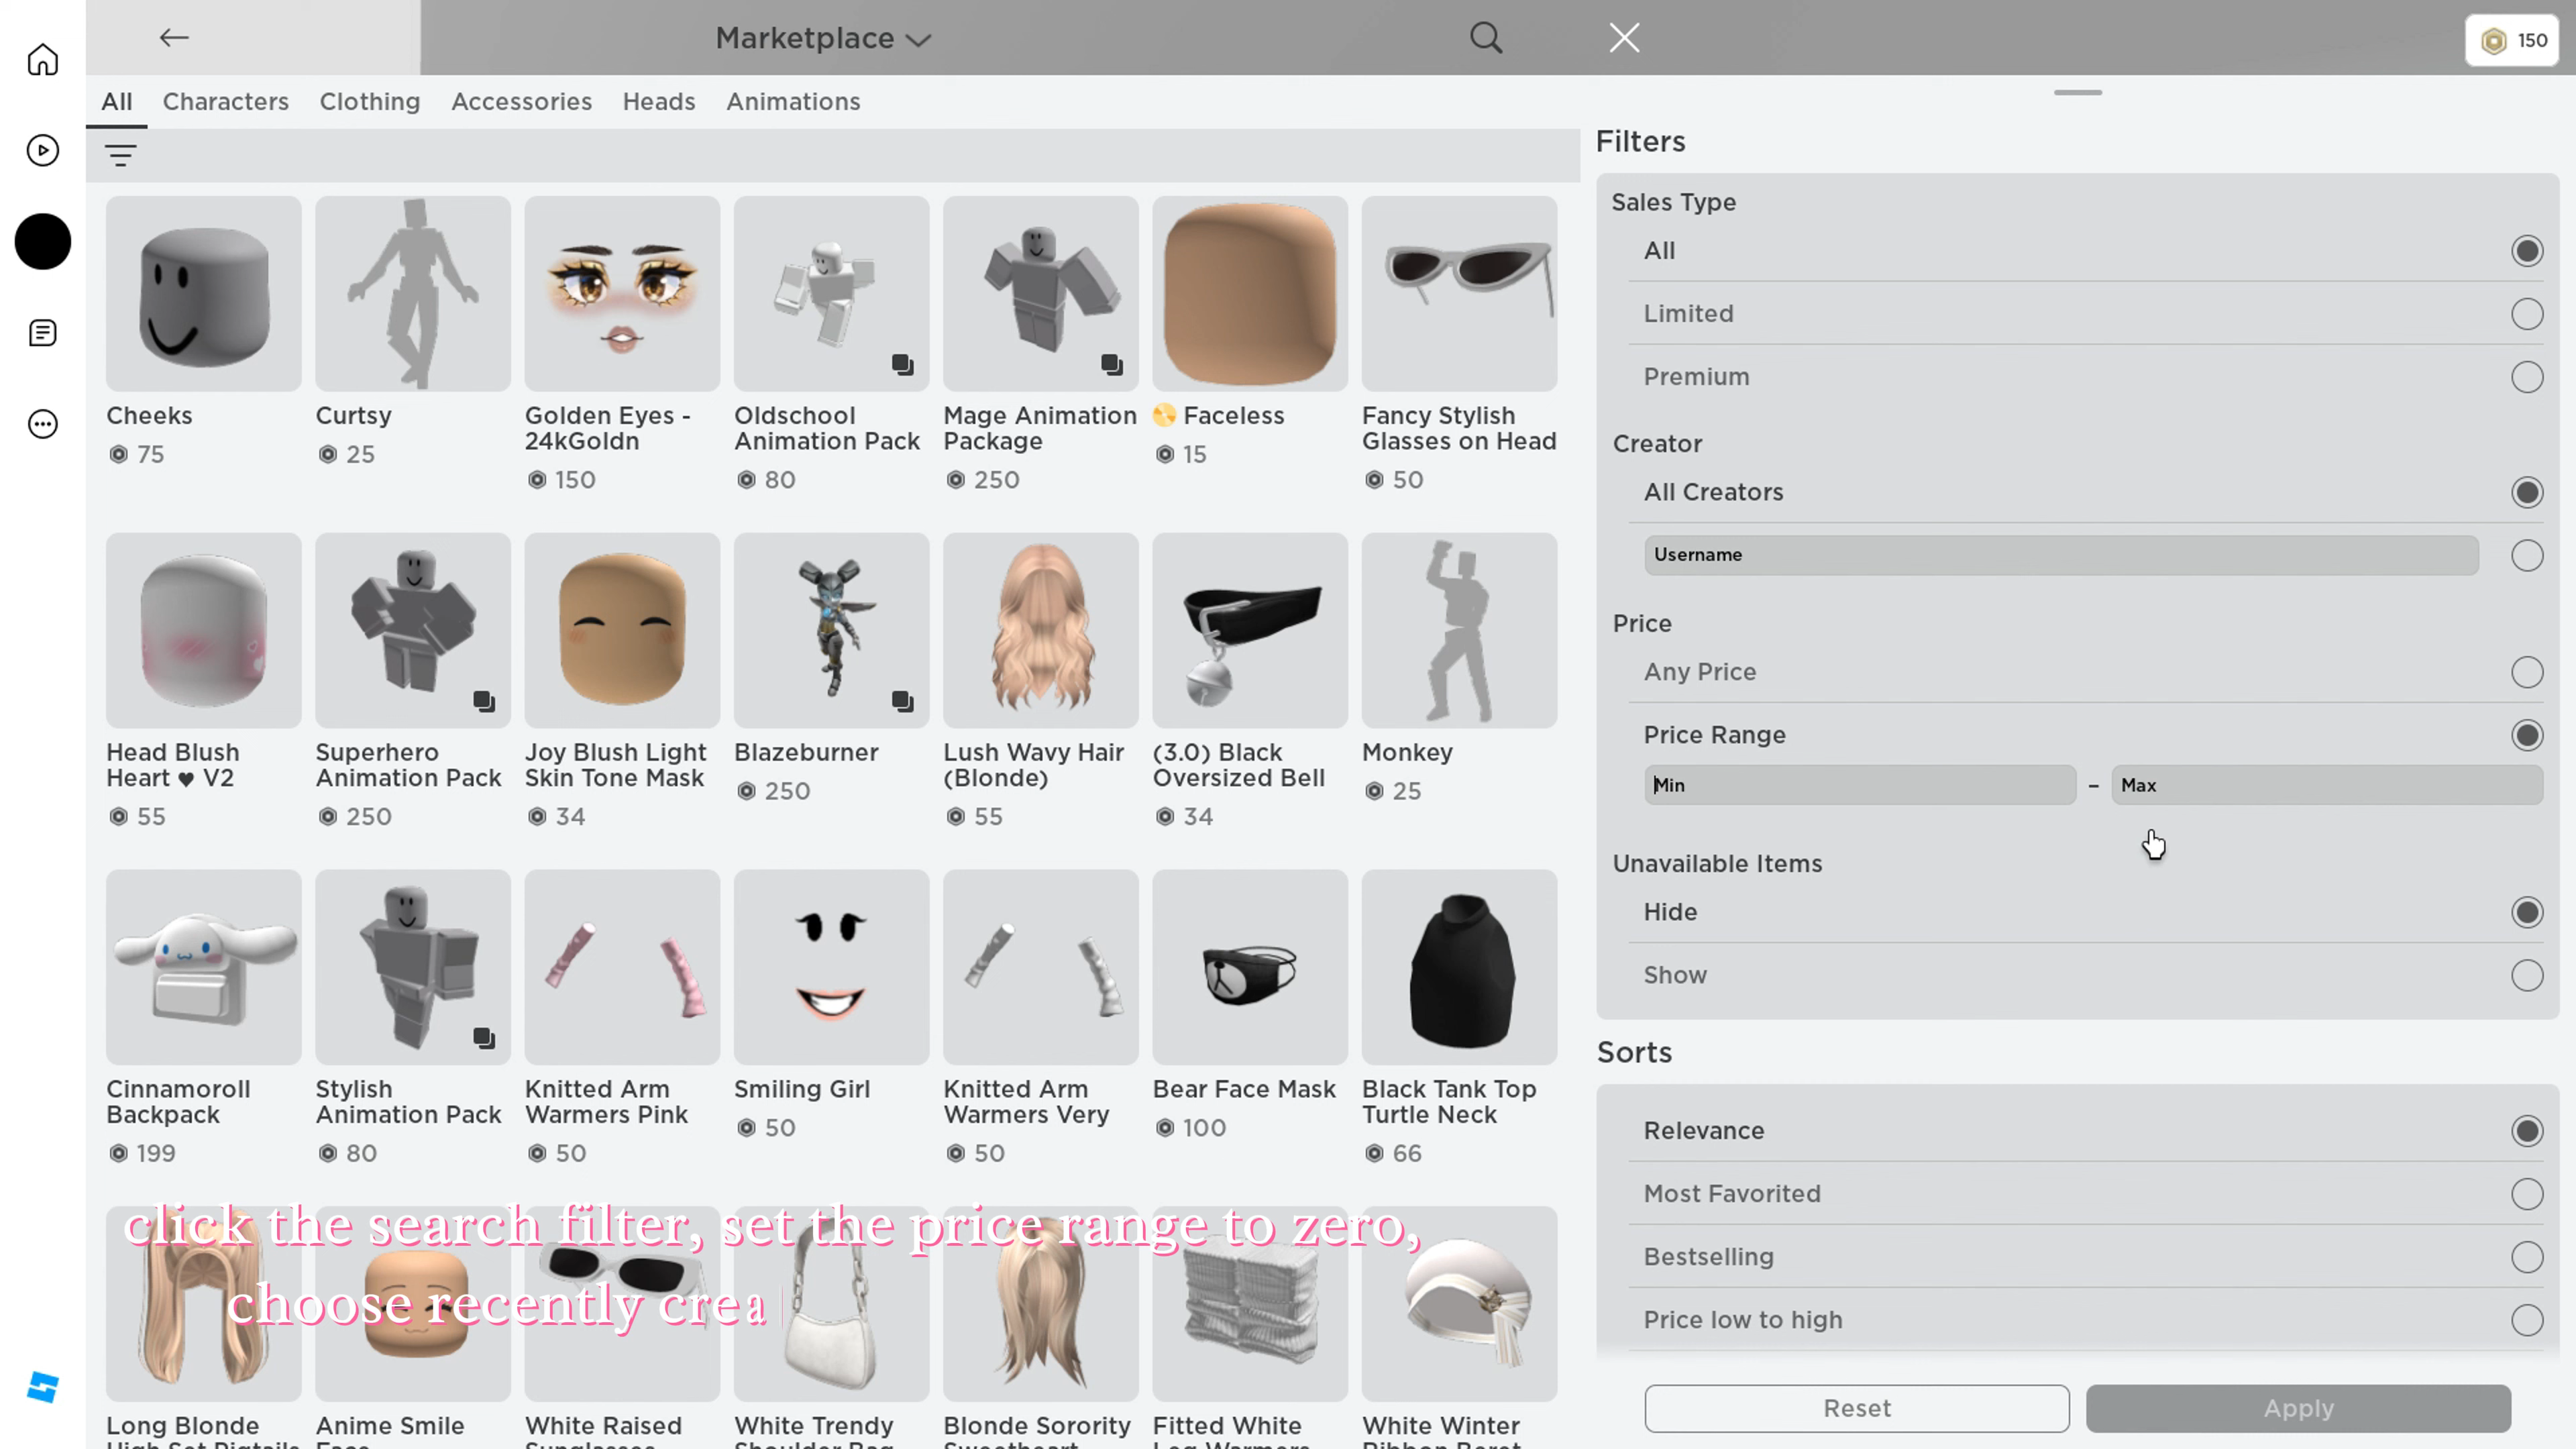 Marketplace
150
All Characters Clothing Accessories Heads Animations
Cheeks
75
Curtsy
25
Golden Eyes -
24kGoldn
150
Oldschool
Animation Pack
80
Mage Animation
Package
250
Faceless
15
Fancy Stylish
Glasses on Head
50
Head Blush
Heart ♥ V2
55
Superhero
Animation Pack
250
Joy Blush Light
Skin Tone Mask
34
Blazeburner
250
Lush Wavy Hair
(Blonde)
55
(3.0) Black
Oversized Bell
34
Monkey
25
Cinnamoroll
Backpack
199
Stylish
Animation Pack
80
Knitted Arm
Warmers Pink
50
Smiling Girl
50
Knitted Arm
Warmers Very
50
Bear Face Mask
100
Black Tank Top
Turtle Neck
66
click the search filter, set the price range to zero,
choose recently crea
Long Blonde
Anime Smile
White Raised
White Trendy
Blonde Sorority
Fitted White
White Winter
Filters
Sales Type
All
Limited
Premium
Creator
All Creators
Username
Price
Any Price
Price Range
Min – Max
Unavailable Items
Hide
Show
Sorts
Relevance
Most Favorited
Bestselling
Price low to high
Reset Apply